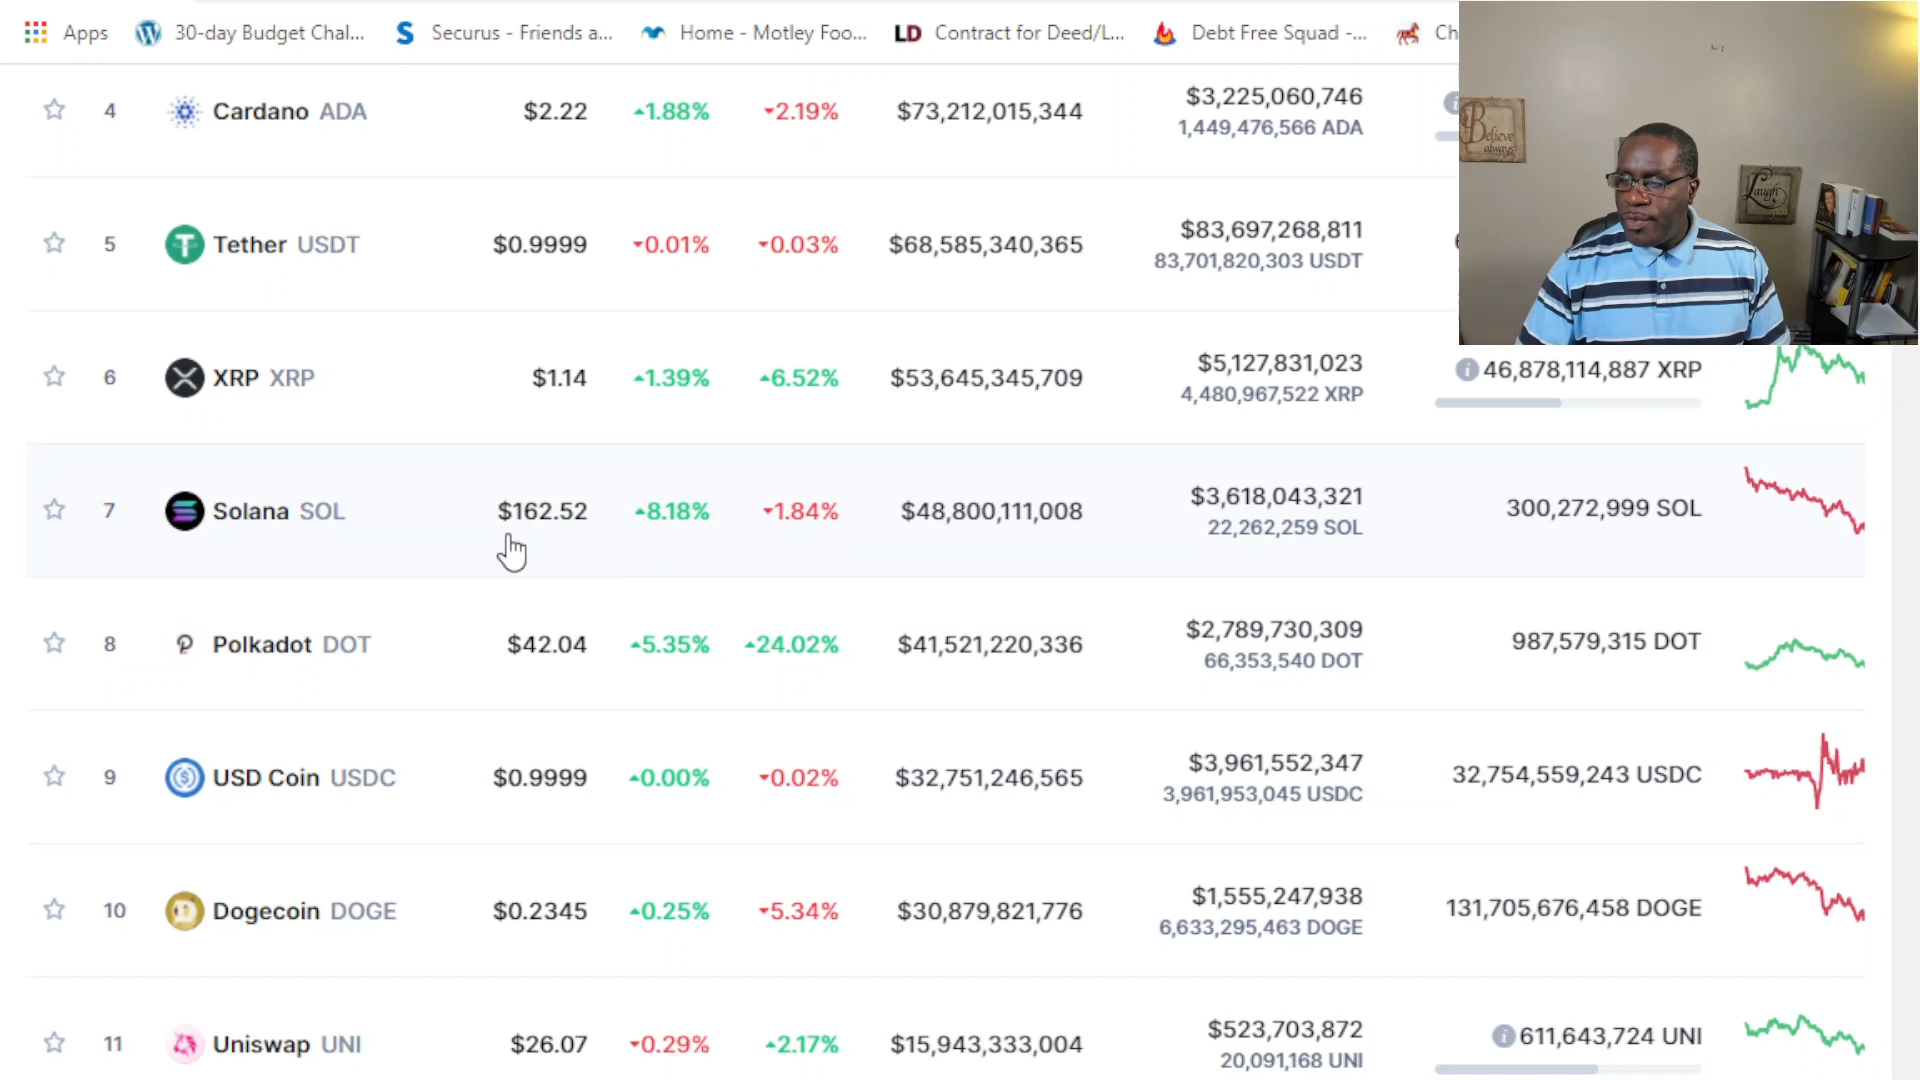 Apps 30-day Budget Chal... Securus - Friends a... Home - Motley Foo... LD Contract for Deed/L... Debt Free Squad -... Ch
4 Cardano ADA $2.22 1.88% 2.19% $73,212,015,344 $3,225,060,746
1,449,476,566 ADA
5 Tether USDT $0.9999 0.01% 0.03% $68,585,340,365 $83,697,268,811
83,701,820,303 USDT
6 XRP XRP $1.14 1.39% 6.52% $53,645,345,709 $5,127,831,023 46,878,114,887 XRP
4,480,967,522 XRP
7 Solana SOL $162.52 8.18% 1.84% $48,800,111,008 $3,618,043,321 300,272,999 SOL
22,262,259 SOL
8 Polkadot DOT $42.04 5.35% 24.02% $41,521,220,336 $2,789,730,309 987,579,315 DOT
66,353,540 DOT
9 USD Coin USDC $0.9999 0.00% 0.02% $32,751,246,565 $3,961,552,347 32,754,559,243 USDC
3,961,953,045 USDC
10 Dogecoin DOGE $0.2345 0.25% 5.34% $30,879,821,776 $1,555,247,938 131,705,676,458 DOGE
6,633,295,463 DOGE
11 Uniswap UNI $26.07 0.29% 2.17% $15,943,333,004 $523,703,872 611,643,724 UNI
20,091,168 UNI
Believe
always
Laugh